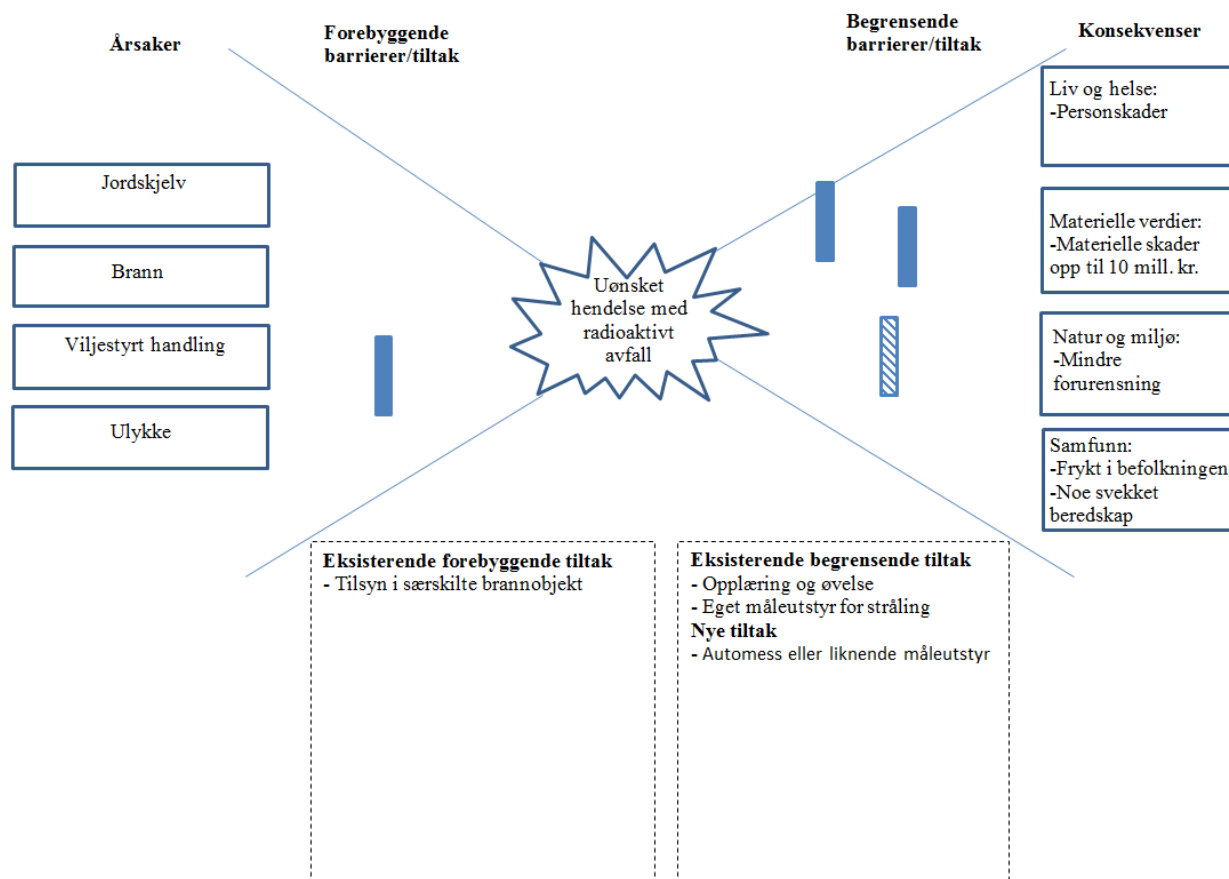 Årsaker
Forebyggende
barrierer/tiltak
Begrensende
barrierer/tiltak
Konsekvenser
Jordskjelv
Brann
Viljestyrt handling
Ulykke
Uønsket
hendelse med
radioaktivt
avfall
Liv og helse:
-Personskader
Materielle verdier:
-Materielle skader
opp til 10 mill. kr.
Natur og miljø:
-Mindre
forurensning
Samfunn:
-Frykt i befolkningen
-Noe svekket
beredskap
Eksisterende forebyggende tiltak
- Tilsyn i særskilte brannobjekt
Eksisterende begrensende tiltak
- Opplæring og øvelse
- Eget måleutstyr for stråling
Nye tiltak
- Automess eller liknende måleutstyr